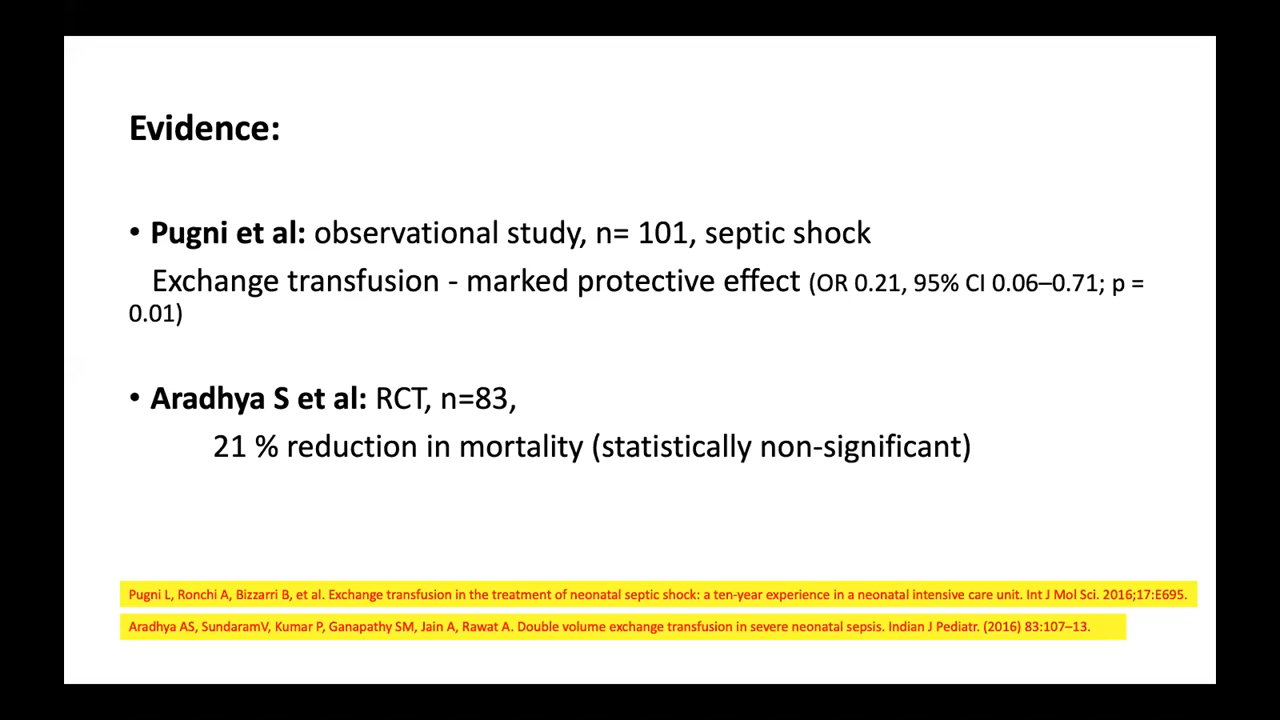 Evidence:
• Pugni et al: observational study, n= 101, septic shock
Exchange transfusion - marked protective effect (OR 0.21, 95% CI 0.06–0.71; p =
0.01)
• Aradhya S et al: RCT, n=83,
21 % reduction in mortality (statistically non-significant)
Pugni L, Ronchi A, Bizzarri B, et al. Exchange transfusion in the treatment of neonatal septic shock: a ten-year experience in a neonatal intensive care unit. Int J Mol Sci. 2016;17:E695.
Aradhya AS, SundaramV, Kumar P, Ganapathy SM, Jain A, Rawat A. Double volume exchange transfusion in severe neonatal sepsis. Indian J Pediatr. (2016) 83:107–13.